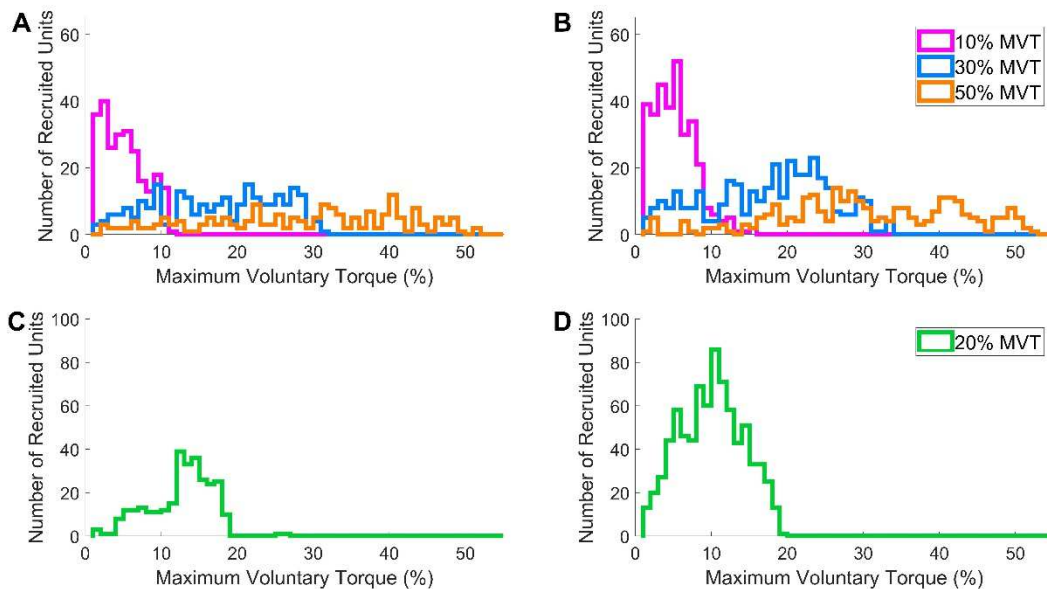 A
Number of Recruited Units
60
40
20
0
0 10 20 30 40 50
Maximum Voluntary Torque (%)
B
Number of Recruited Units
60
40
20
0
0 10 20 30 40 50
Maximum Voluntary Torque (%)
10% MVT
30% MVT
50% MVT
C
Number of Recruited Units
100
80
60
40
20
0
0 10 20 30 40 50
Maximum Voluntary Torque (%)
D
Number of Recruited Units
100
80
60
40
20
0
0 10 20 30 40 50
Maximum Voluntary Torque (%)
20% MVT